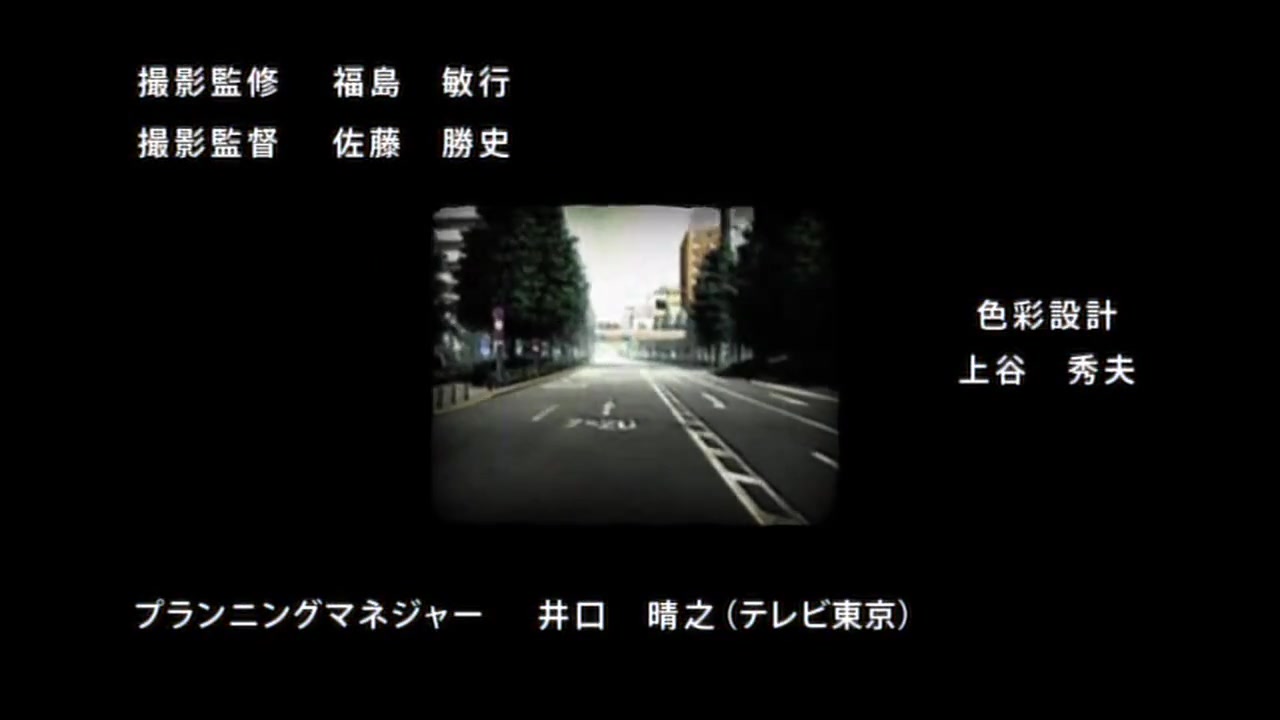 撮影監修　福島　敏行
撮影監督　佐藤　勝史
色彩設計
上谷　秀夫
プランニングマネジャー　井口　晴之（テレビ東京）